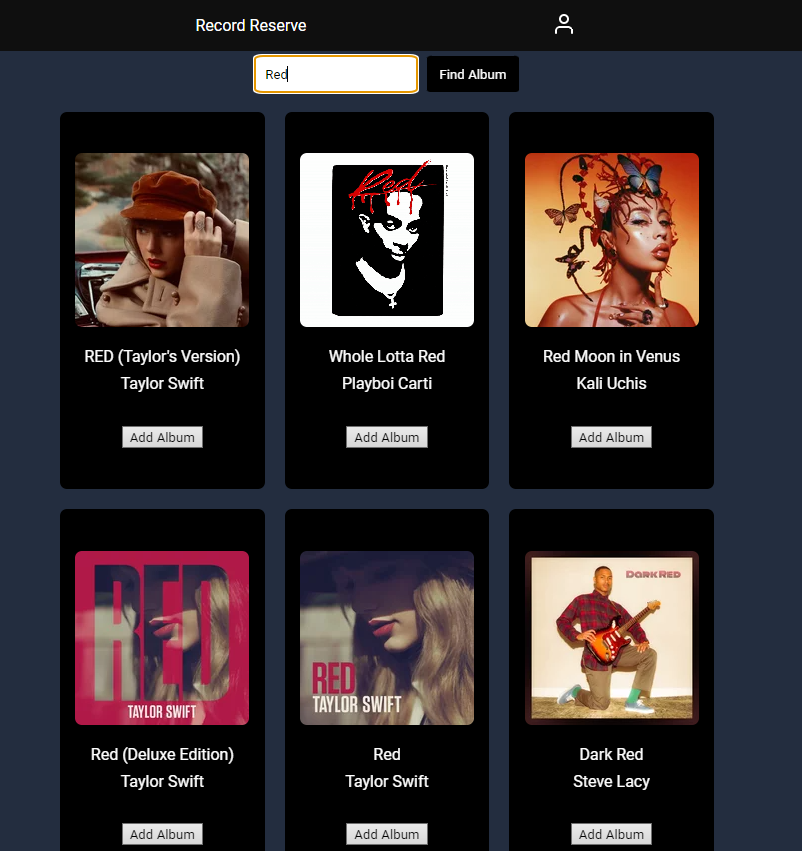 Record Reserve
Red
Find Album
Red
RED (Taylor's Version)
Taylor Swift
Add Album
Whole Lotta Red
Playboi Carti
Add Album
Red Moon in Venus
Kali Uchis
Add Album
RED
TAYLOR SWIFT
RED
TAYLOR SWIFT
DARK RED
Red (Deluxe Edition)
Taylor Swift
Add Album
Red
Taylor Swift
Add Album
Dark Red
Steve Lacy
Add Album